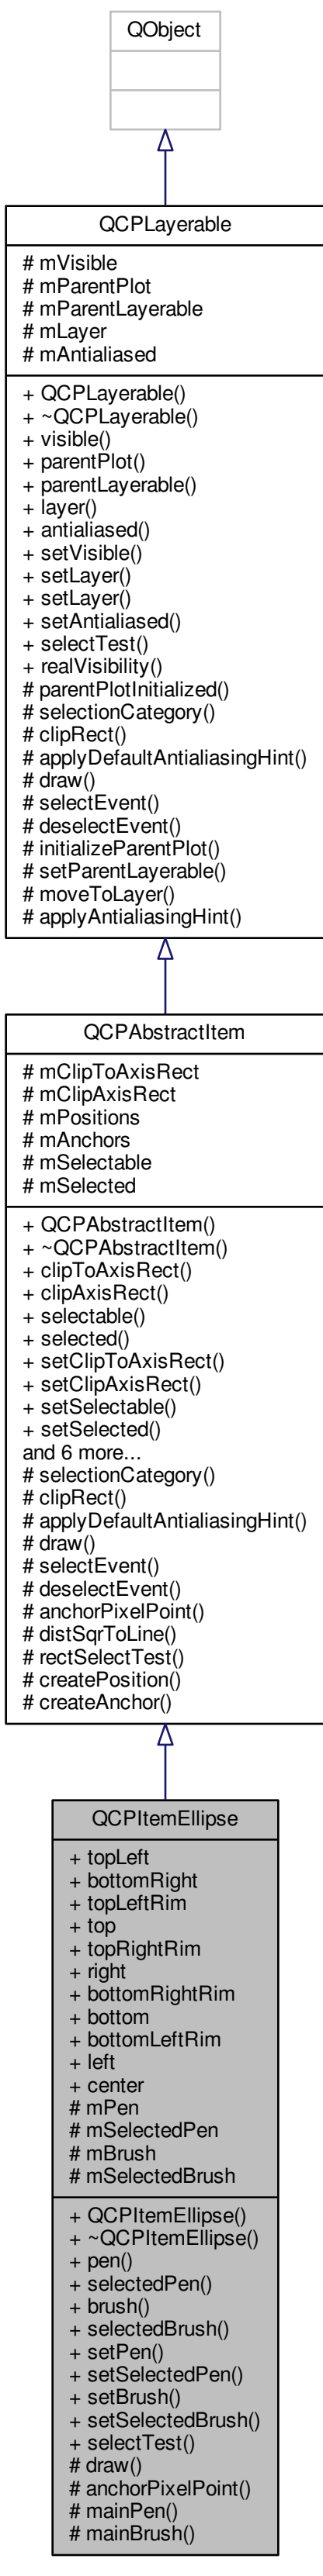 QObject
QCPLayerable
# mVisible
# mParentPlot
# mParentLayerable
# mLayer
# mAntialiased
+ QCPLayerable()
+ ~QCPLayerable()
+ visible()
+ parentPlot()
+ parentLayerable()
+ layer()
+ antialiased()
+ setVisible()
+ setLayer()
+ setLayer()
+ setAntialiased()
+ selectTest()
+ realVisibility()
# parentPlotInitialized()
# selectionCategory()
# clipRect()
# applyDefaultAntialiasingHint()
# draw()
# selectEvent()
# deselectEvent()
# initializeParentPlot()
# setParentLayerable()
# moveToLayer()
# applyAntialiasingHint()
QCPAbstractItem
# mClipToAxisRect
# mClipAxisRect
# mPositions
# mAnchors
# mSelectable
# mSelected
+ QCPAbstractItem()
+ ~QCPAbstractItem()
+ clipToAxisRect()
+ clipAxisRect()
+ selectable()
+ selected()
+ setClipToAxisRect()
+ setClipAxisRect()
+ setSelectable()
+ setSelected()
and 6 more...
# selectionCategory()
# clipRect()
# applyDefaultAntialiasingHint()
# draw()
# selectEvent()
# deselectEvent()
# anchorPixelPoint()
# distSqrToLine()
# rectSelectTest()
# createPosition()
# createAnchor()
QCPItemEllipse
+ topLeft
+ bottomRight
+ topLeftRim
+ top
+ topRightRim
+ right
+ bottomRightRim
+ bottom
+ bottomLeftRim
+ left
+ center
# mPen
# mSelectedPen
# mBrush
# mSelectedBrush
+ QCPItemEllipse()
+ ~QCPItemEllipse()
+ pen()
+ selectedPen()
+ brush()
+ selectedBrush()
+ setPen()
+ setSelectedPen()
+ setBrush()
+ setSelectedBrush()
+ selectTest()
# draw()
# anchorPixelPoint()
# mainPen()
# mainBrush()